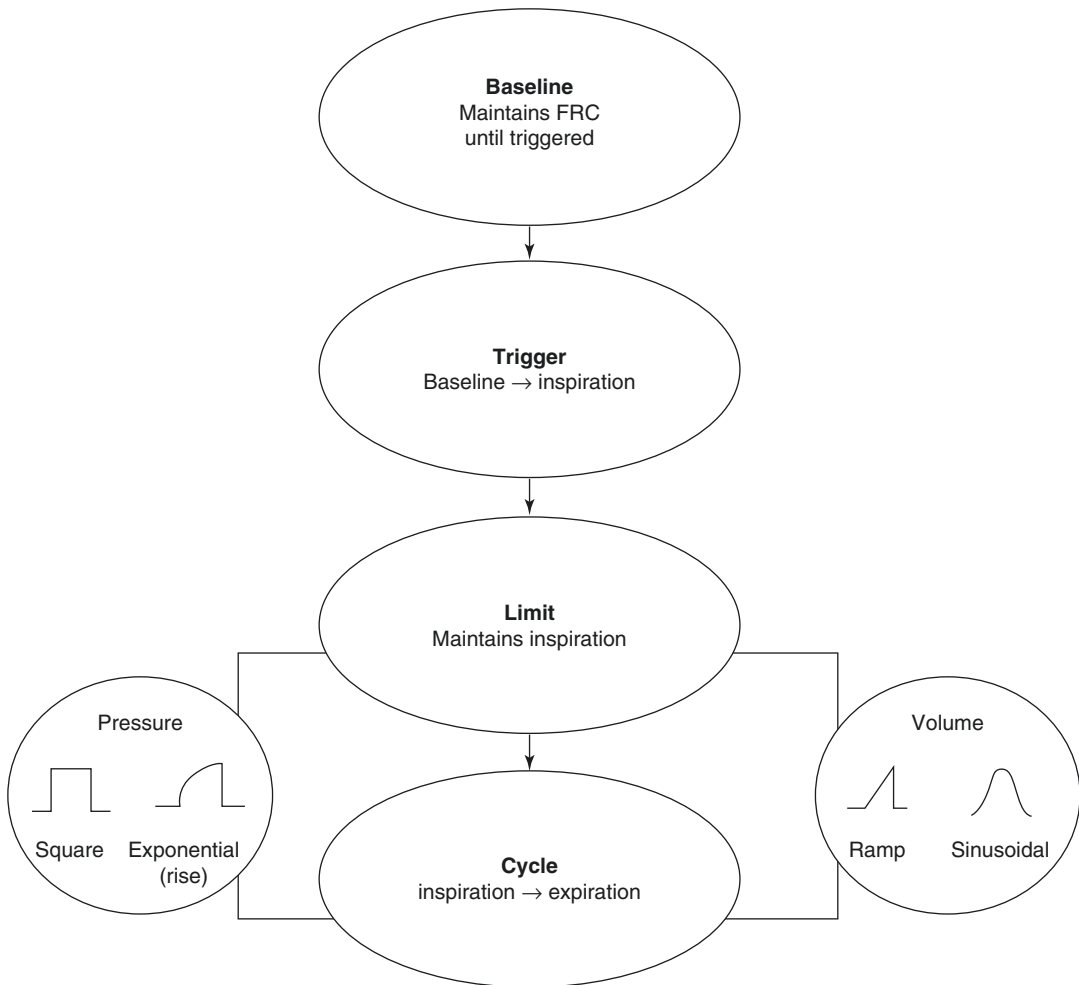 Baseline
Maintains FRC
until triggered
Trigger
Baseline → inspiration
Limit
Maintains inspiration
Pressure
Square
Exponential
(rise)
Volume
Ramp
Sinusoidal
Cycle
inspiration → expiration